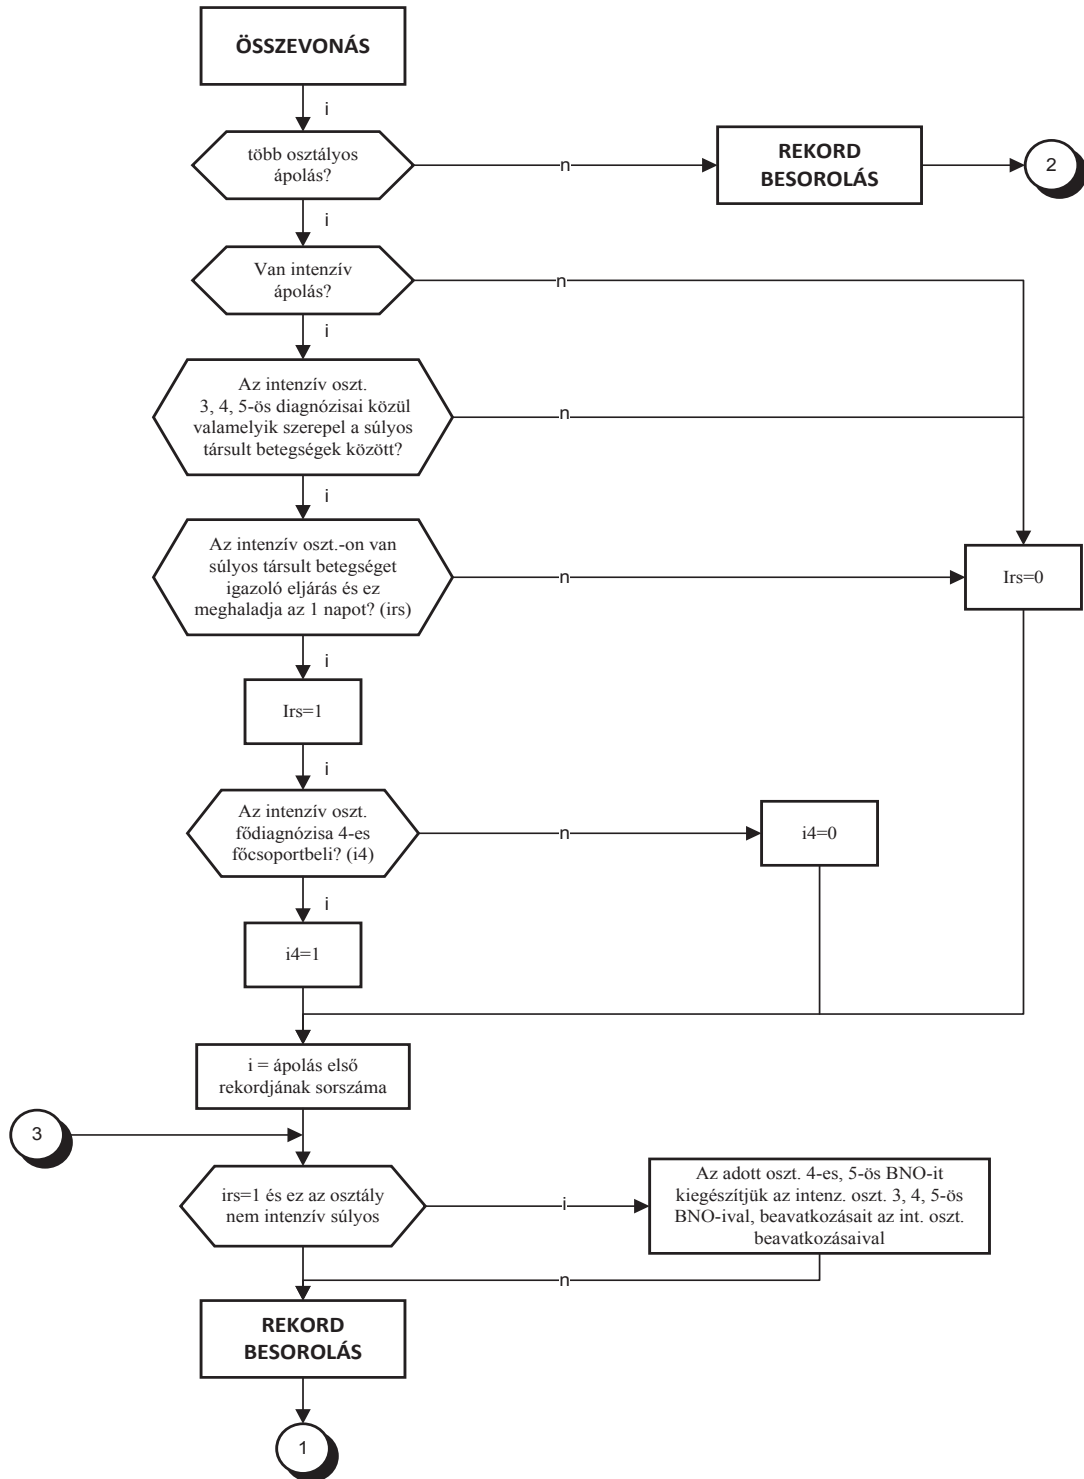 ÖSSZEVONÁS
i
több osztályos
ápolás?
n
REKORD
BESOROLÁS
2
i
Van intenzív
ápolás?
n
i
Az intenzív oszt.
3, 4, 5-ös diagnózisai közül
valamelyik szerepel a súlyos
társult betegségek között?
n
i
Az intenzív oszt.-on van
súlyos társult betegséget
igazoló eljárás és ez
meghaladja az 1 napot? (irs)
n
Irs=0
i
Irs=1
i
Az intenzív oszt.
fődiagnózisa 4-es
főcsoportbeli? (i4)
n
i4=0
i
i4=1
i = ápolás első
rekordjának sorszáma
3
irs=1 és ez az osztály
nem intenzív súlyos
i
Az adott oszt. 4-es, 5-ös BNO-it
kiegészítjük az intenz. oszt. 3, 4, 5-ös
BNO-ival, beavatkozásait az int. oszt.
beavatkozásaival
n
REKORD
BESOROLÁS
1